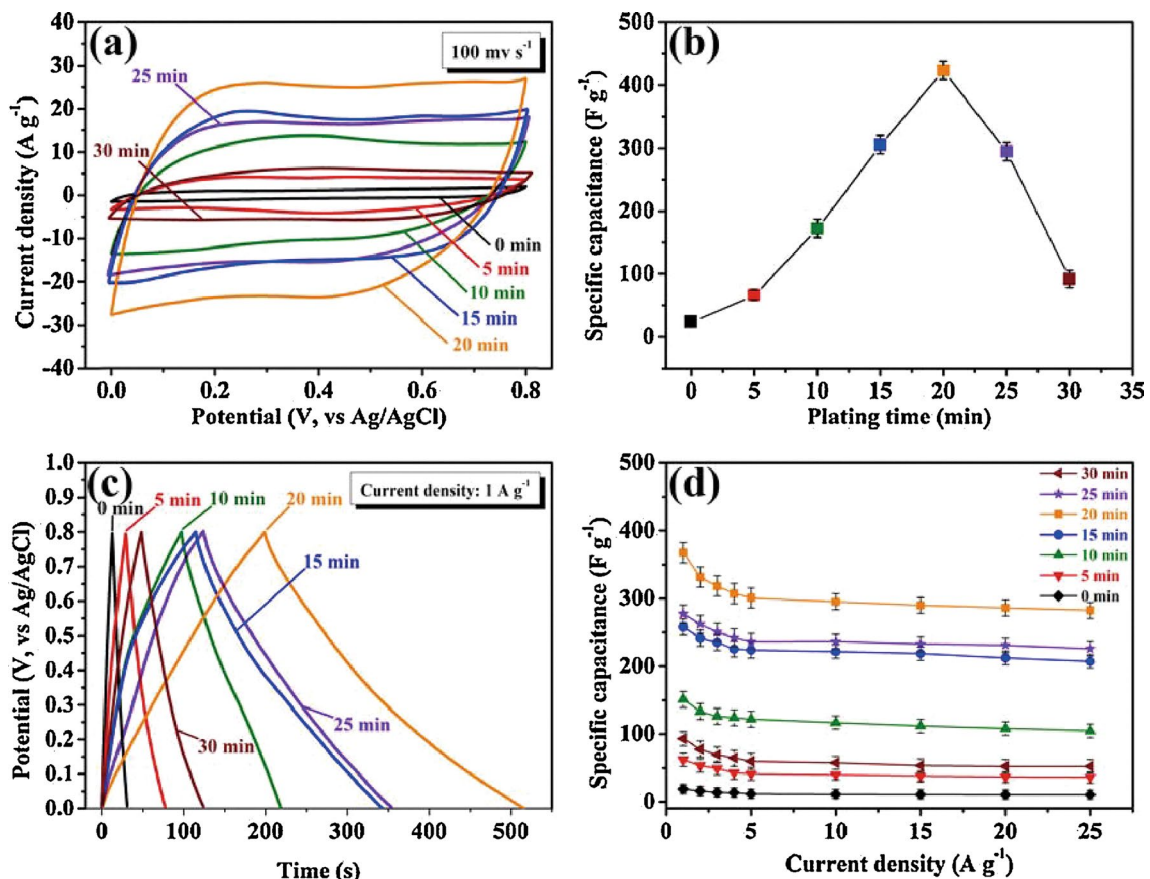 (a)
100 mv s-1
25 min
30 min
0 min
5 min
10 min
15 min
20 min
40
30
20
10
0
-10
-20
-30
-40
0.0 0.2 0.4 0.6 0.8
Current density (A g-1)
Potential (V, vs Ag/AgCl)
(b)
500
400
300
200
100
0
0 5 10 15 20 25 30 35
Specific capacitance (F g-1)
Plating time (min)
(c)
Current density: 1 A g-1
0 min
5 min
10 min
20 min
15 min
25 min
30 min
1.0
0.9
0.8
0.7
0.6
0.5
0.4
0.3
0.2
0.1
0.0
0 100 200 300 400 500
Potential (V, vs Ag/AgCl)
Time (s)
(d)
30 min
25 min
20 min
15 min
10 min
5 min
0 min
500
400
300
200
100
0
0 5 10 15 20 25
Specific capacitance (F g-1)
Current density (A g-1)